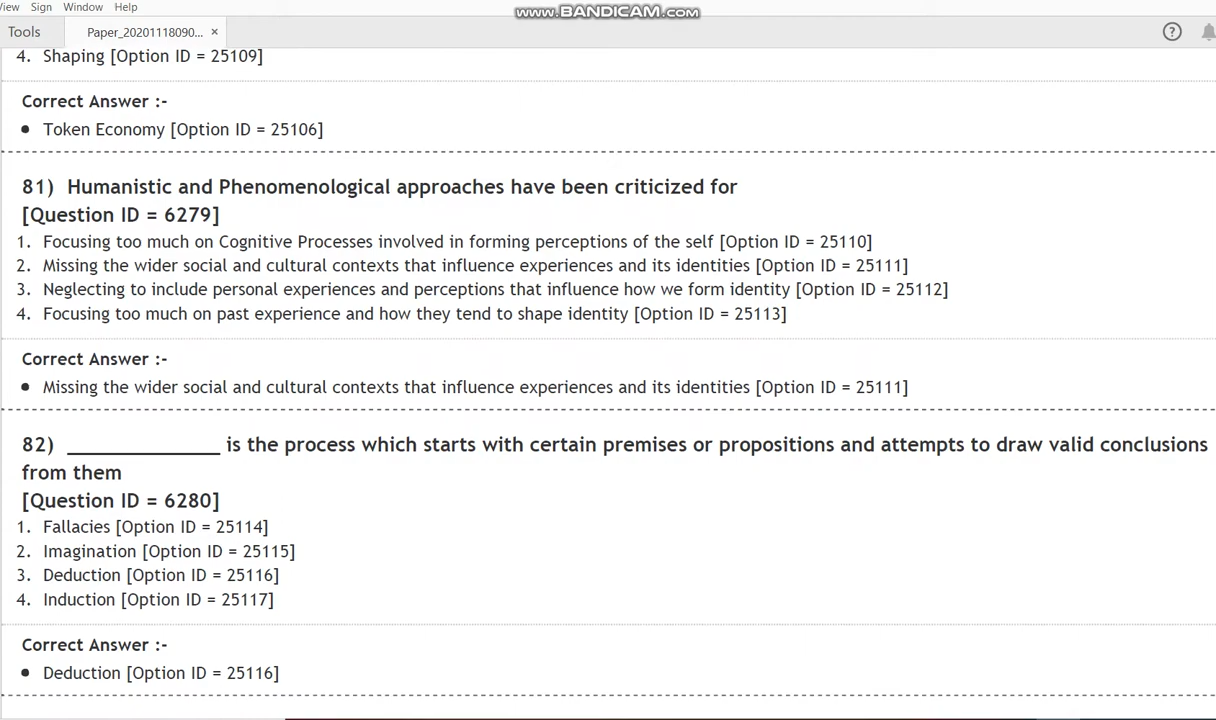 View Sign Window Help
www.BANDICAM.com
Tools Paper_20201118090... × ?
4. Shaping [Option ID = 25109]
Correct Answer :-
• Token Economy [Option ID = 25106]
81) Humanistic and Phenomenological approaches have been criticized for
[Question ID = 6279]
1. Focusing too much on Cognitive Processes involved in forming perceptions of the self [Option ID = 25110]
2. Missing the wider social and cultural contexts that influence experiences and its identities [Option ID = 25111]
3. Neglecting to include personal experiences and perceptions that influence how we form identity [Option ID = 25112]
4. Focusing too much on past experience and how they tend to shape identity [Option ID = 25113]
Correct Answer :-
• Missing the wider social and cultural contexts that influence experiences and its identities [Option ID = 25111]
82) ______________ is the process which starts with certain premises or propositions and attempts to draw valid conclusions
from them
[Question ID = 6280]
1. Fallacies [Option ID = 25114]
2. Imagination [Option ID = 25115]
3. Deduction [Option ID = 25116]
4. Induction [Option ID = 25117]
Correct Answer :-
• Deduction [Option ID = 25116]